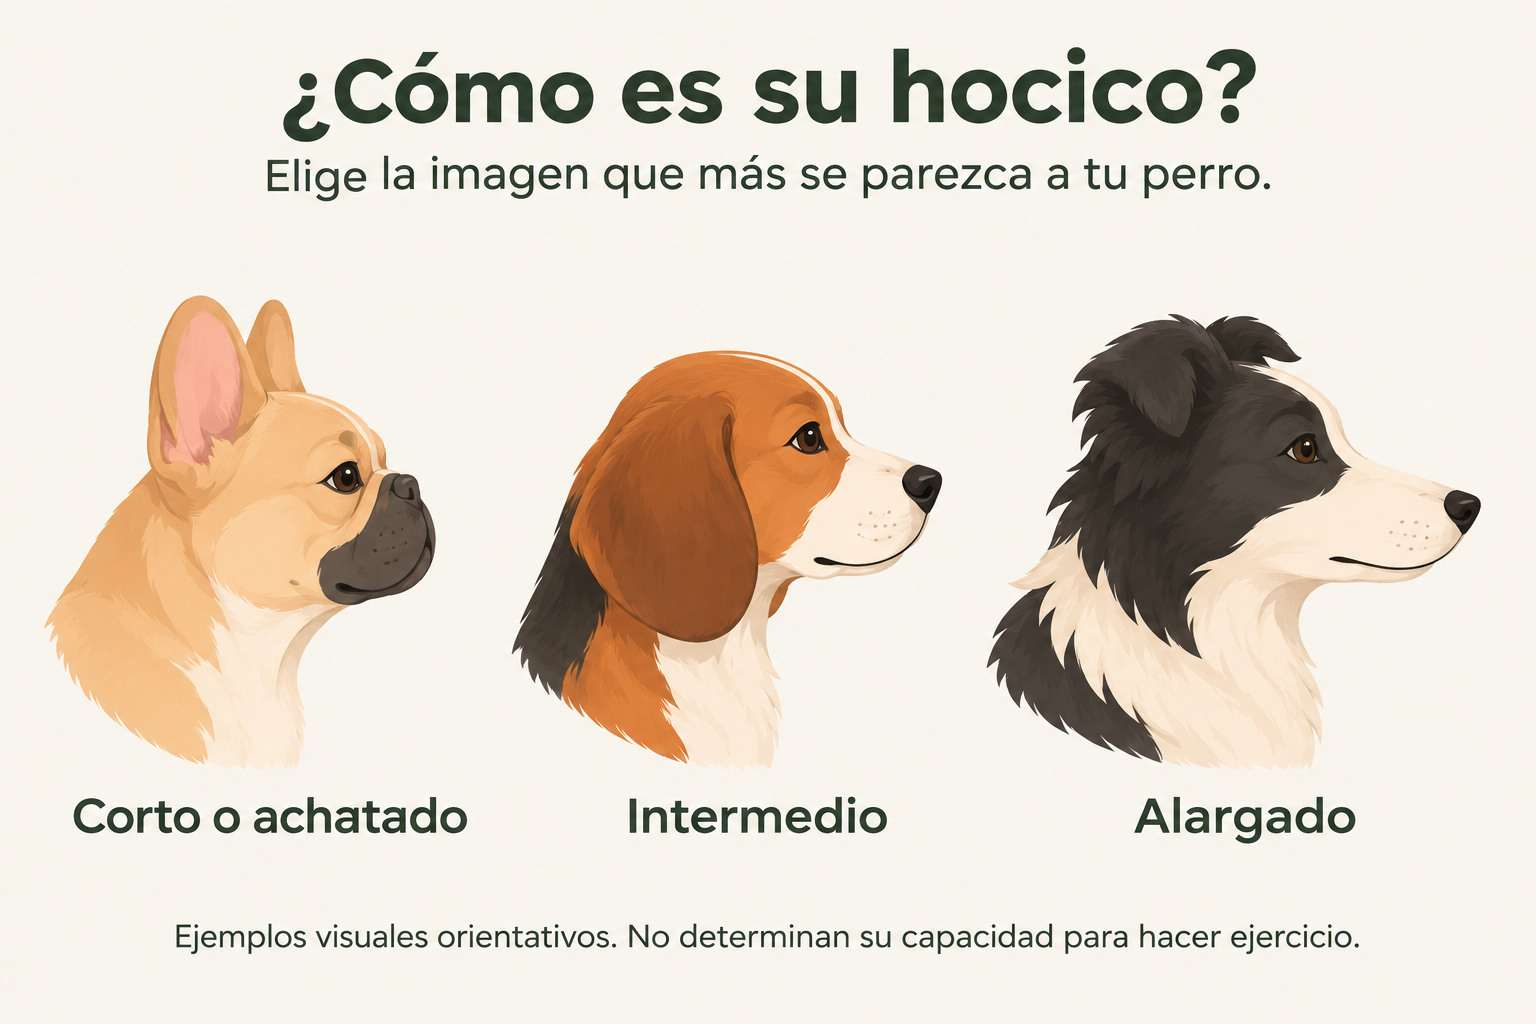 ¿Cómo es su hocico?
Elige la imagen que más se parezca a tu perro.
Corto o achatado
Intermedio
Alargado
Ejemplos visuales orientativos. No determinan su capacidad para hacer ejercicio.